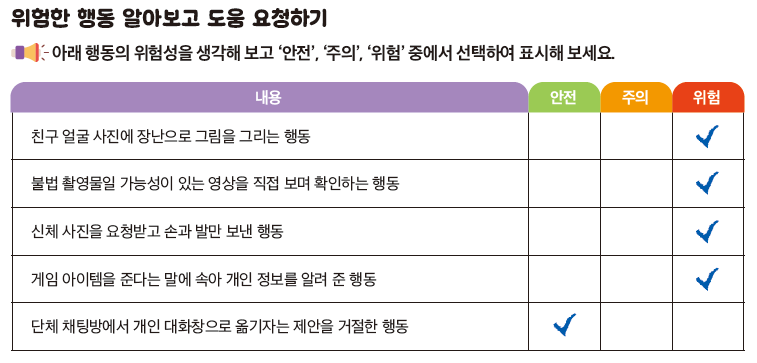 위험한 행동 알아보고 도움 요청하기
아래 행동의 위험성을 생각해 보고 ‘안전’, ‘주의’, ‘위험’ 중에서 선택하여 표시해 보세요.
내용 안전 주의 위험
친구 얼굴 사진에 장난으로 그림을 그리는 행동
불법 촬영물일 가능성이 있는 영상을 직접 보며 확인하는 행동
신체 사진을 요청받고 손과 발만 보낸 행동
게임 아이템을 준다는 말에 속아 개인 정보를 알려 준 행동
단체 채팅방에서 개인 대화창으로 옮기자는 제안을 거절한 행동